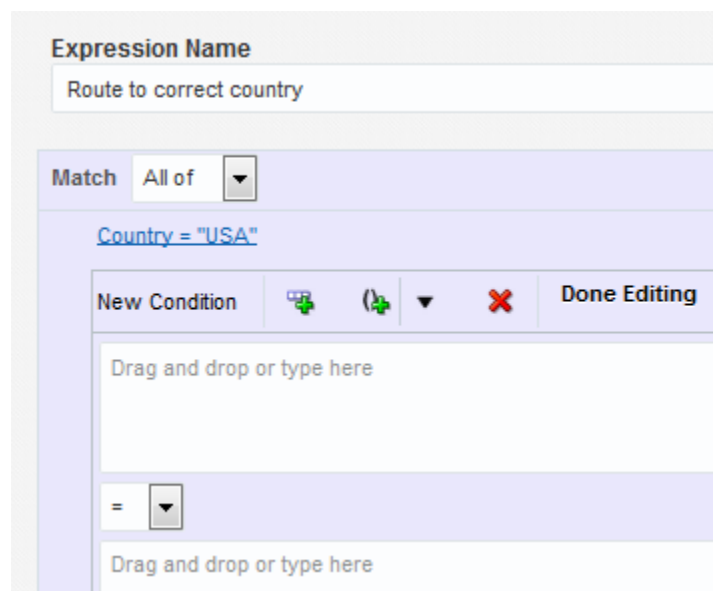 Expression Name
Route to correct country
Match All of
Country = "USA"
New Condition Done Editing
Drag and drop or type here
=
Drag and drop or type here